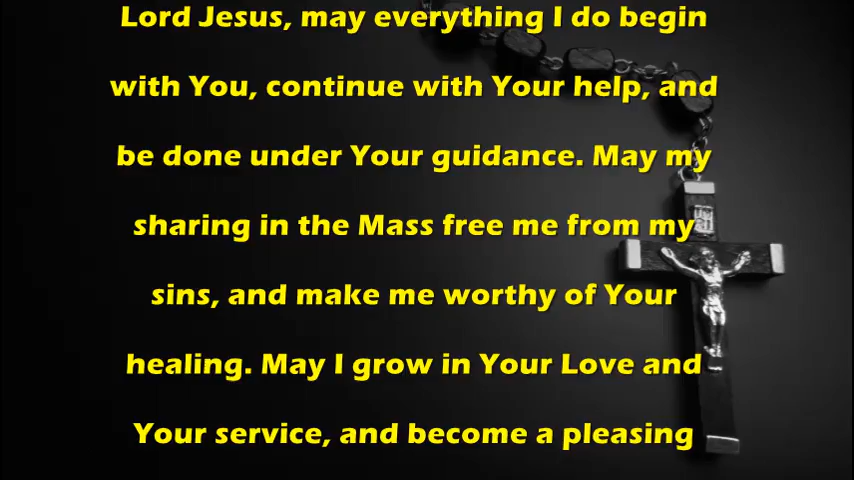 Lord Jesus, may everything I do begin
with You, continue with Your help, and
be done under Your guidance. May my
sharing in the Mass free me from my
sins, and make me worthy of Your
healing. May I grow in Your Love and
Your service, and become a pleasing